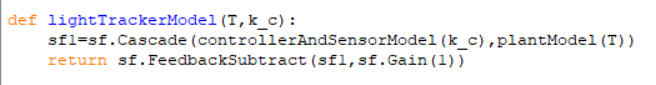 def lightTrackerModel(T,k_c):
    sf1=sf.Cascade(controllerAndSensorModel(k_c),plantModel(T))
    return sf.FeedbackSubtract(sf1,sf.Gain(1))